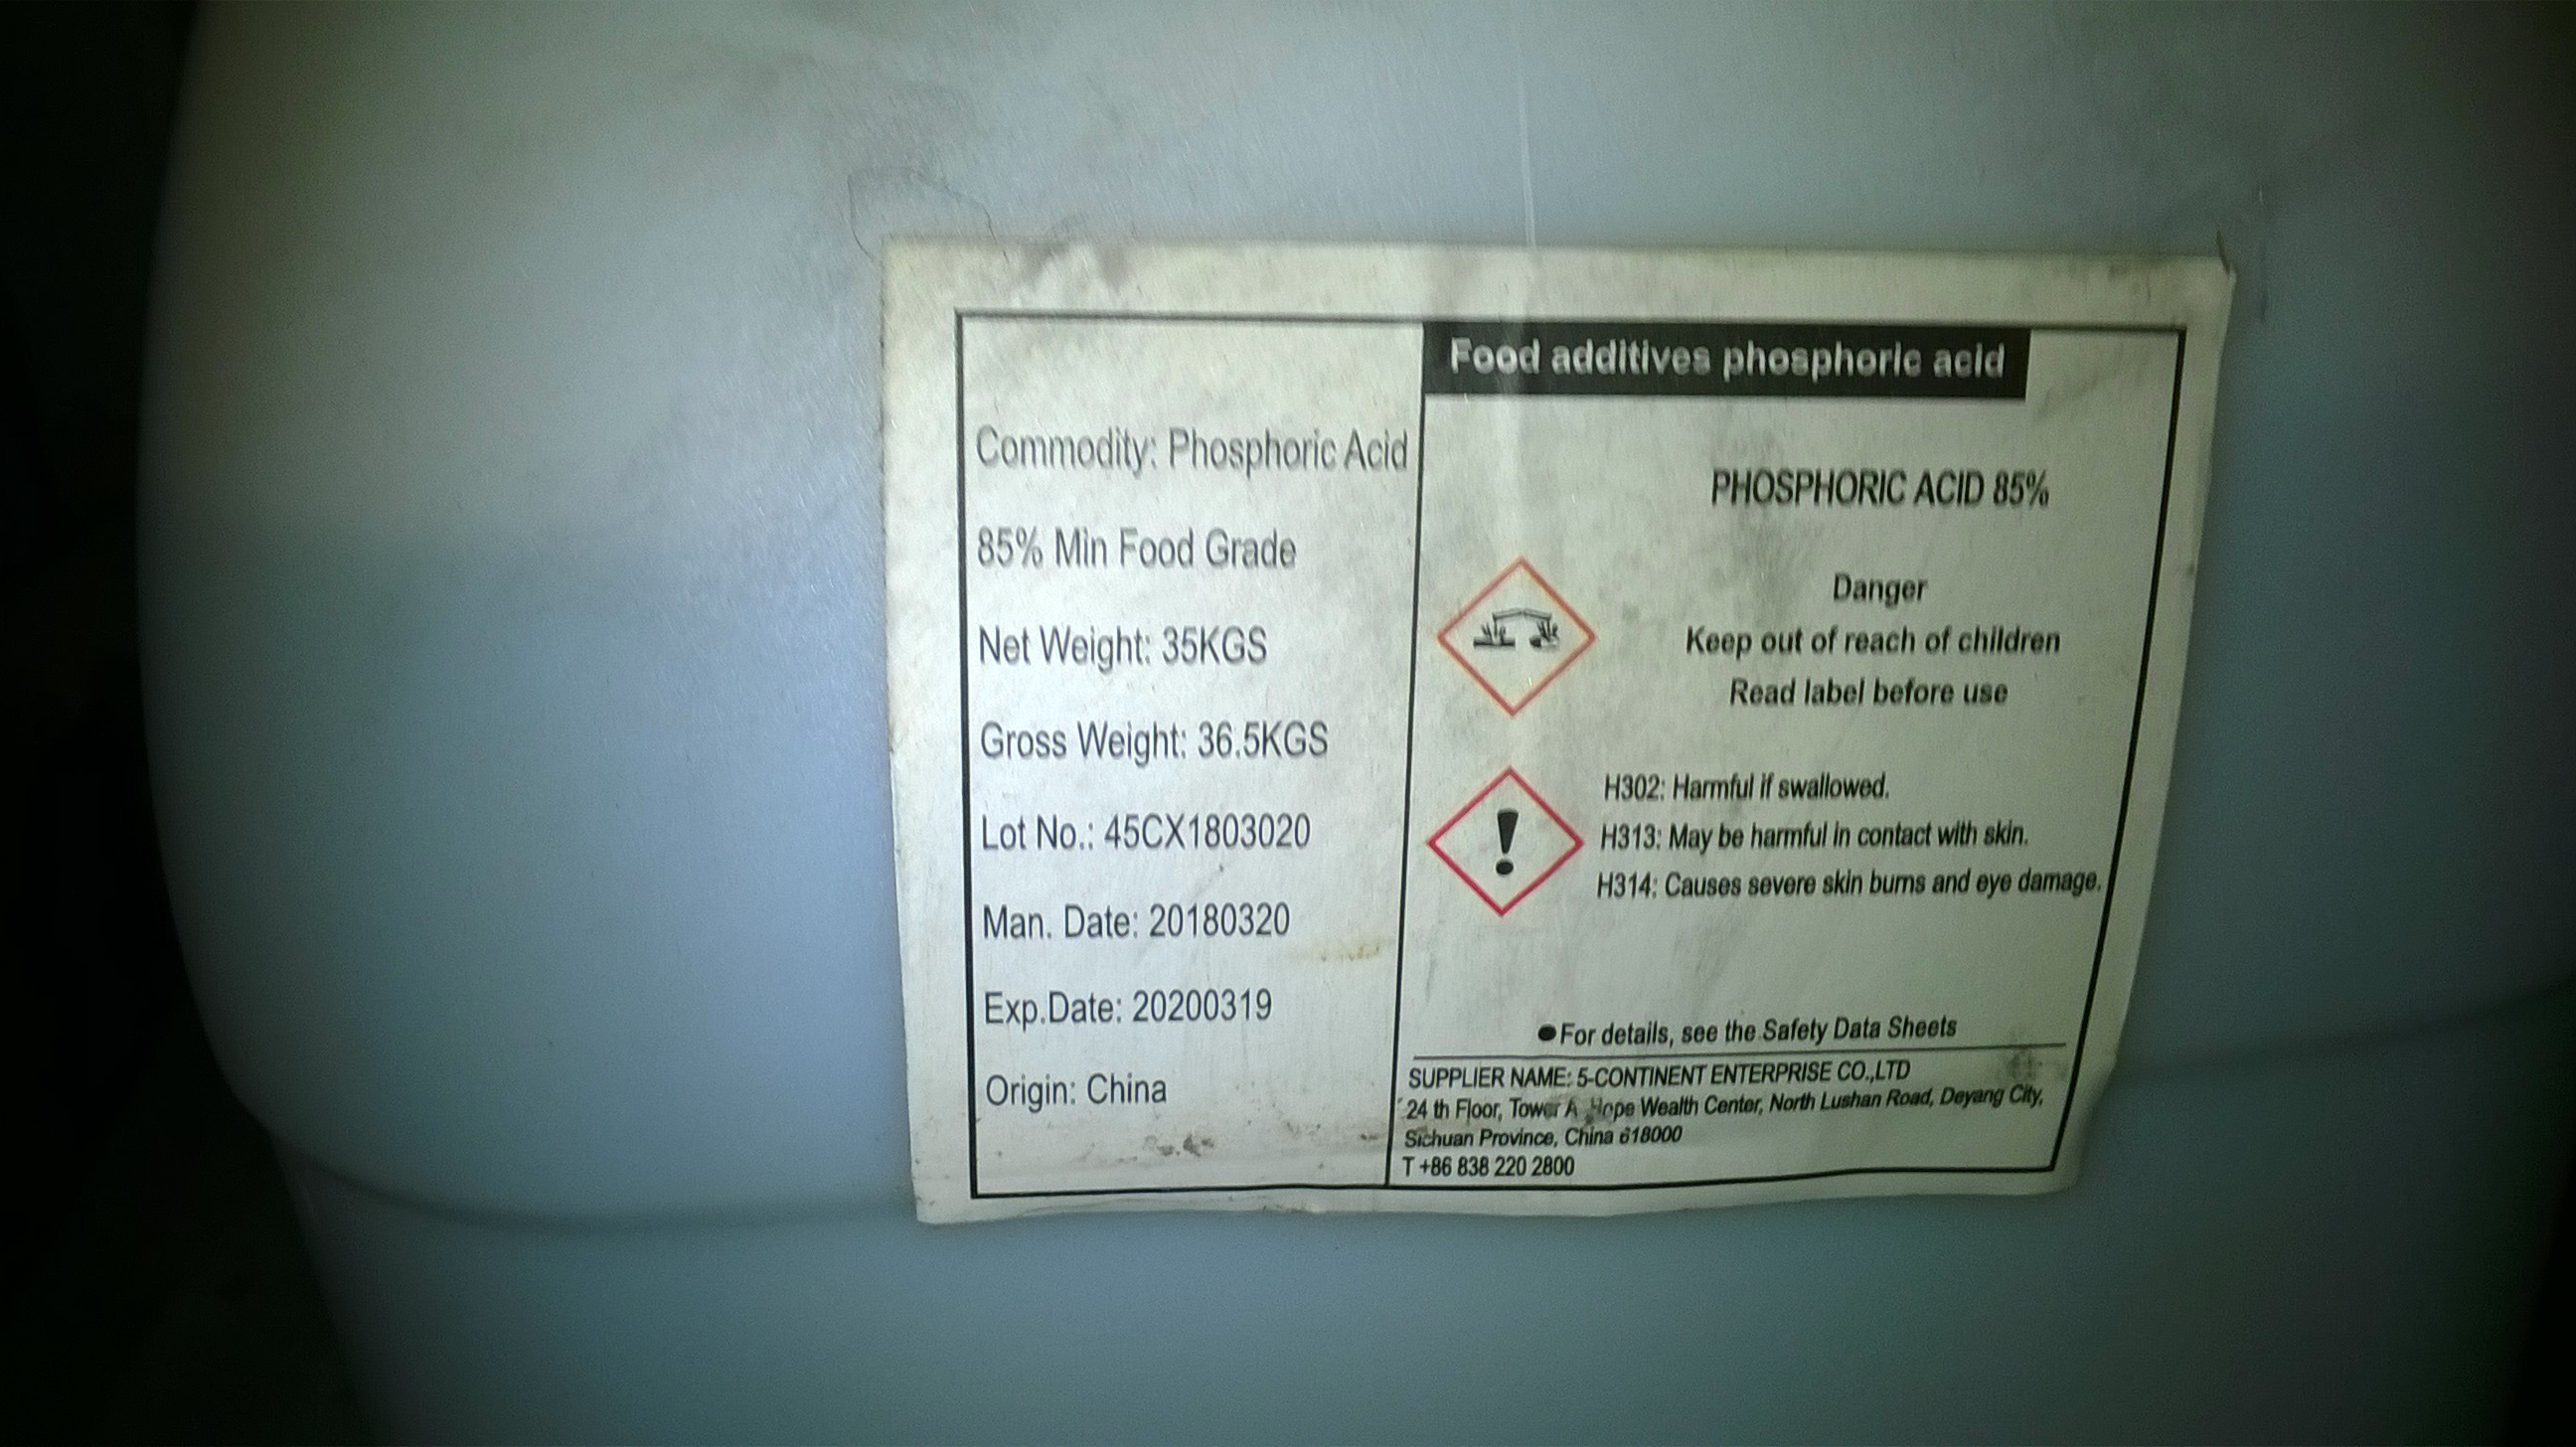 Commodity: Phosphoric Acid
85% Min Food Grade
Net Weight: 35KGS
Gross Weight: 36.5KGS
Lot No.: 45CX1803020
Man. Date: 20180320
Exp.Date: 20200319
Origin: China
Food additives phosphoric acid
PHOSPHORIC ACID 85%
Danger
Keep out of reach of children
Read label before use
H302: Harmful if swallowed.
H313: May be harmful in contact with skin.
H314: Causes severe skin burns and eye damage.
●For details, see the Safety Data Sheets
SUPPLIER NAME: 5-CONTINENT ENTERPRISE CO.,LTD
24 th Floor, Tower A Hope Wealth Center, North Lushan Road, Deyang City,
Sichuan Province, China 618000
T +86 838 220 2800